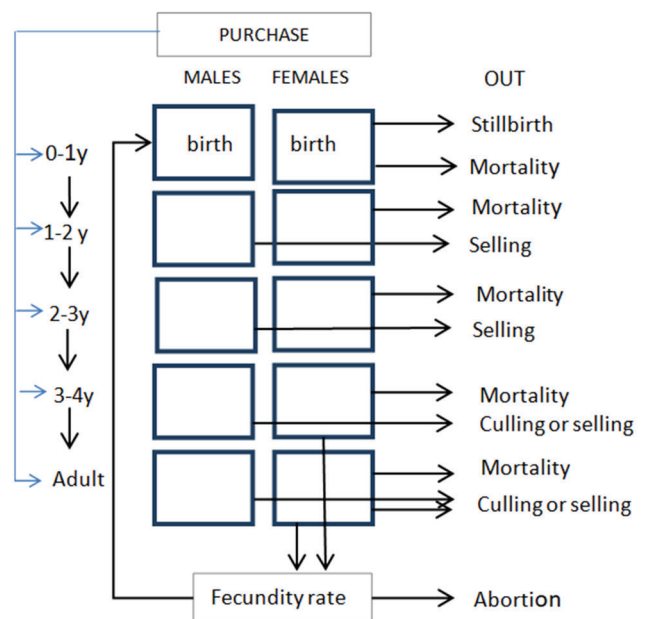 PURCHASE
MALES FEMALES OUT
birth birth Stillbirth
0-1y Mortality
Mortality
1-2 y Selling
Mortality
2-3y Selling
3-4y Mortality
Culling or selling
Mortality
Adult Culling or selling
Fecundity rate Abortion